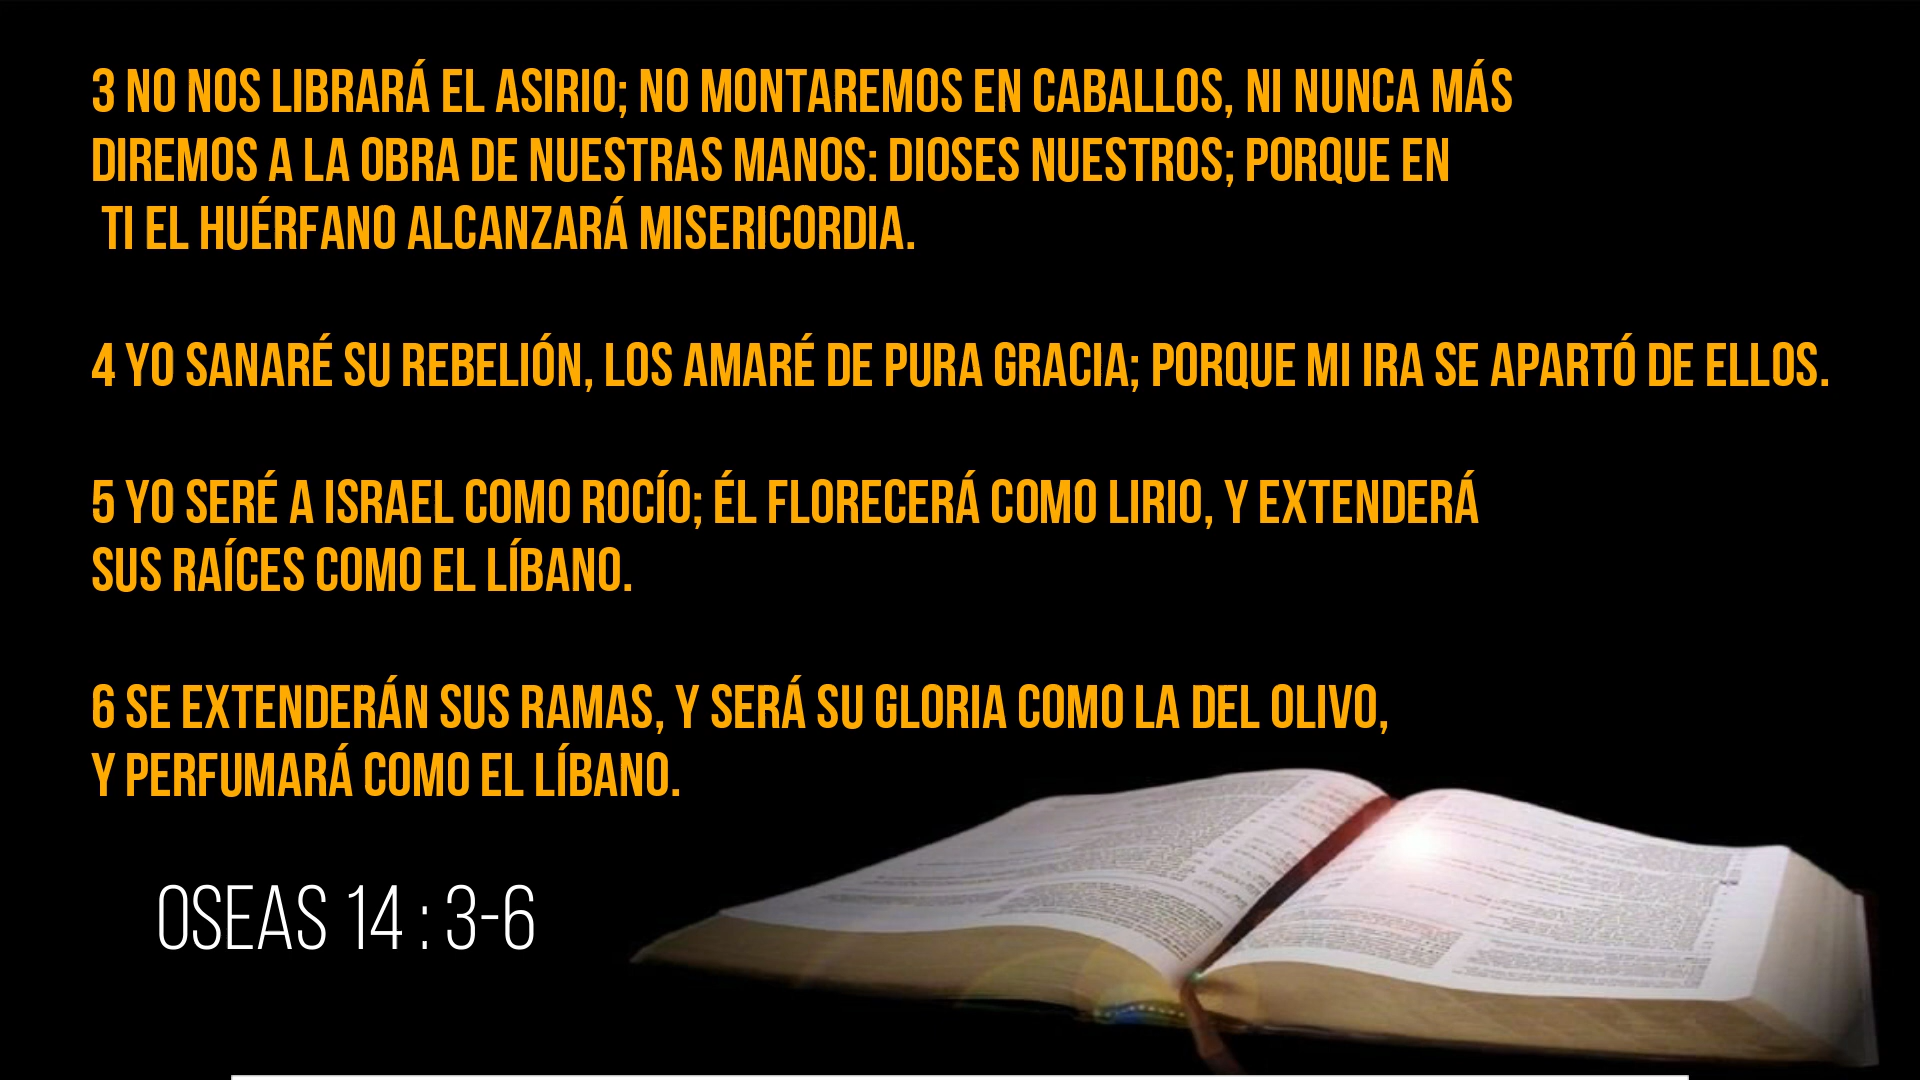 3 NO NOS LIBRARÁ EL ASIRIO; NO MONTAREMOS EN CABALLOS, NI NUNCA MÁS
DIREMOS A LA OBRA DE NUESTRAS MANOS: DIOSES NUESTROS; PORQUE EN
TI EL HUÉRFANO ALCANZARÁ MISERICORDIA.
4 YO SANARÉ SU REBELIÓN, LOS AMARÉ DE PURA GRACIA; PORQUE MI IRA SE APARTÓ DE ELLOS.
5 YO SERÉ A ISRAEL COMO ROCÍO; ÉL FLORECERÁ COMO LIRIO, Y EXTENDERÁ
SUS RAÍCES COMO EL LÍBANO.
6 SE EXTENDERÁN SUS RAMAS, Y SERÁ SU GLORIA COMO LA DEL OLIVO,
Y PERFUMARÁ COMO EL LÍBANO.
OSEAS 14 : 3-6